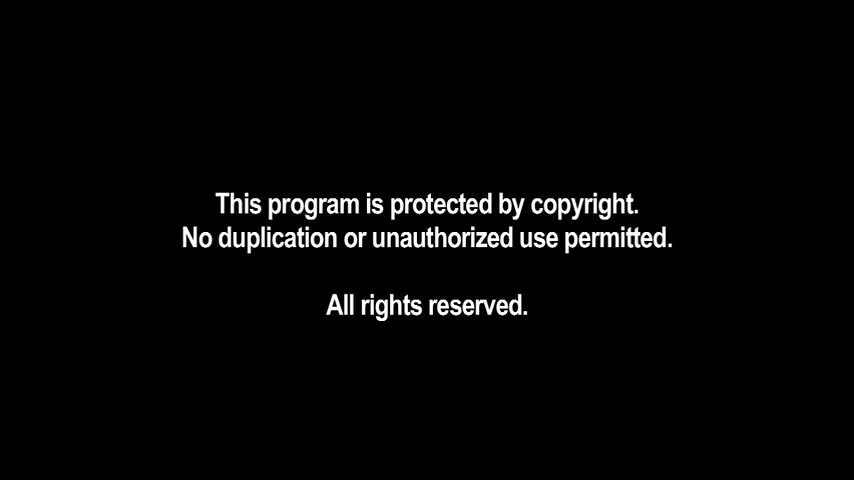 This program is protected by copyright.
No duplication or unauthorized use permitted.
All rights reserved.